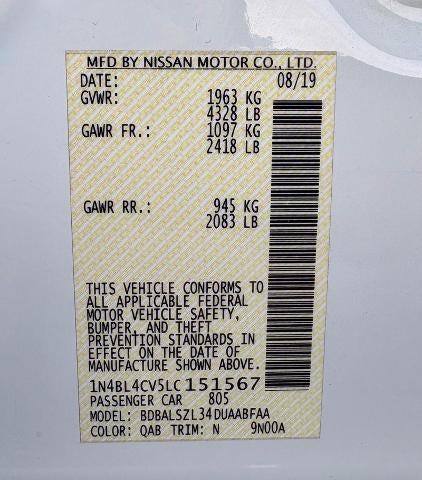 MFD BY NISSAN MOTOR CO., LTD.
DATE: 08/19
GVWR: 1963 KG
4328 LB
GAWR FR.: 1097 KG
2418 LB
GAWR RR.: 945 KG
2083 LB
THIS VEHICLE CONFORMS TO
ALL APPLICABLE FEDERAL
MOTOR VEHICLE SAFETY,
BUMPER, AND THEFT
PREVENTION STANDARDS IN
EFFECT ON THE DATE OF
MANUFACTURE SHOWN ABOVE.
1N4BL4CV5LC151567
PASSENGER CAR 805
MODEL: BDBALSZL34DUAABFAA
COLOR: QAB TRIM: N 9N00A